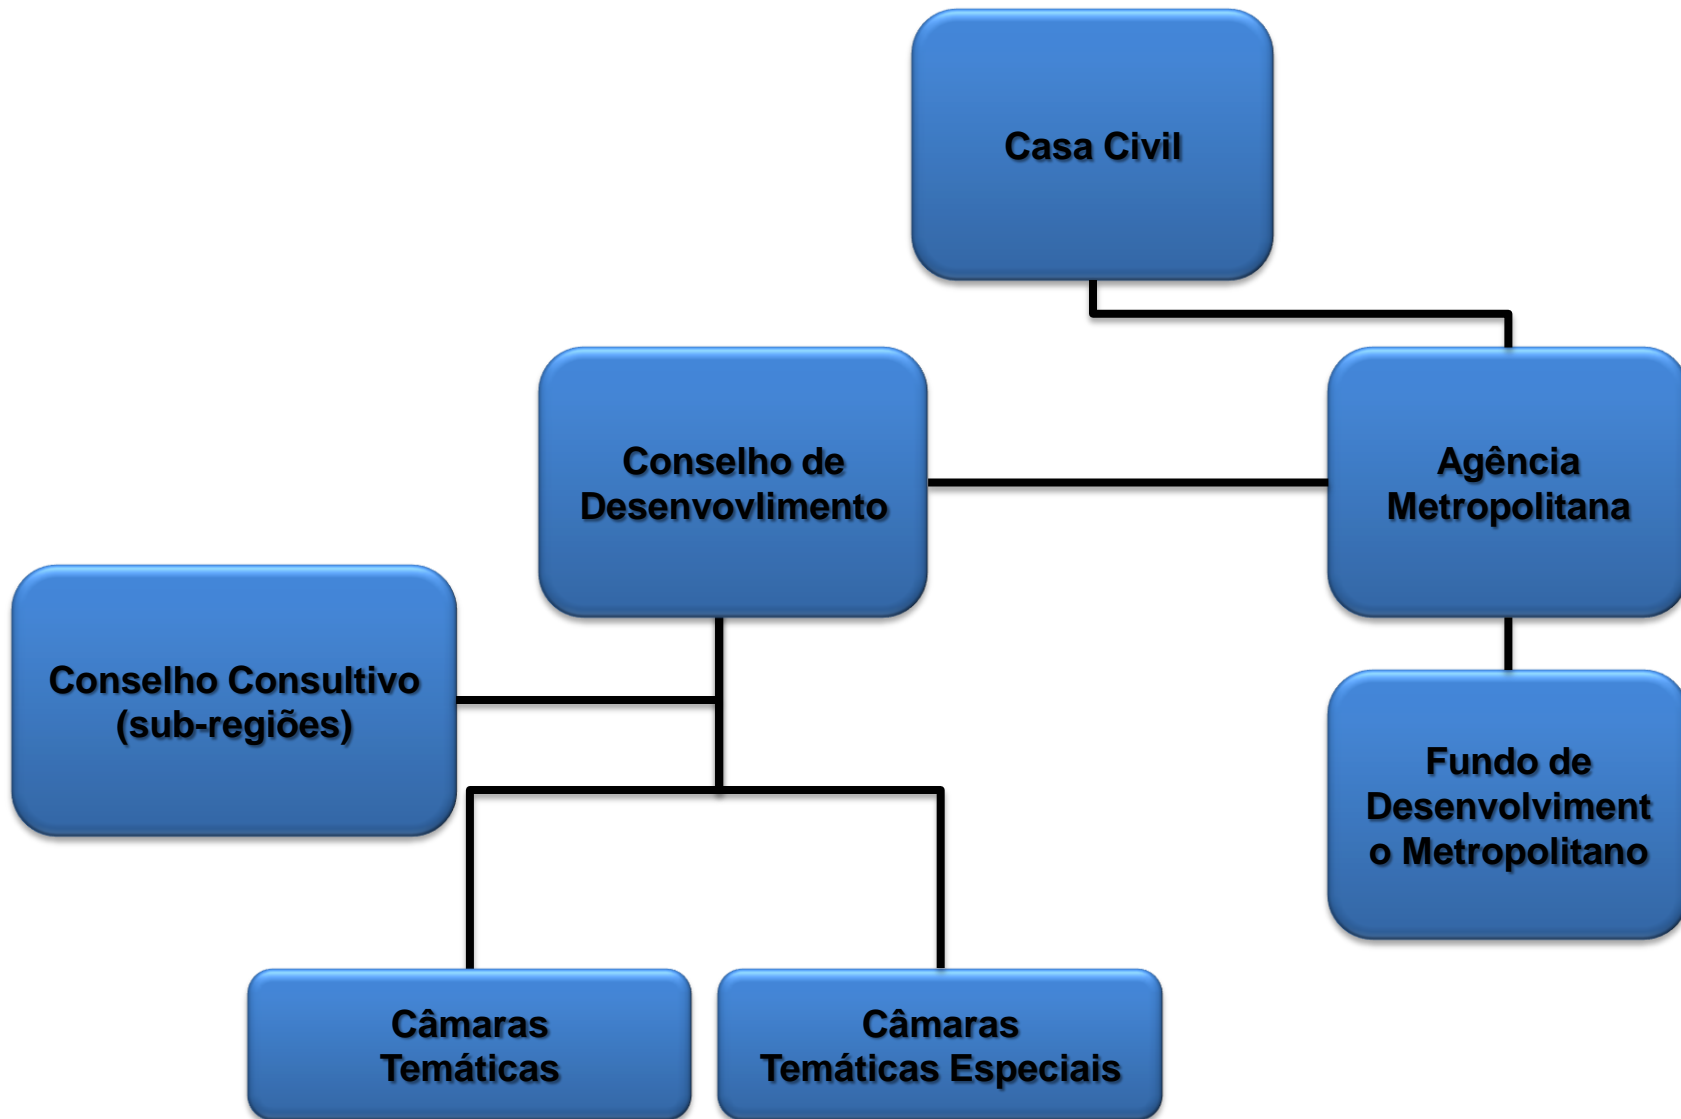 Casa Civil
Conselho de
Desenvovlimento
Agência
Metropolitana
Conselho Consultivo
(sub-regiões)
Fundo de
Desenvolviment
o Metropolitano
Câmaras
Temáticas
Câmaras
Temáticas Especiais